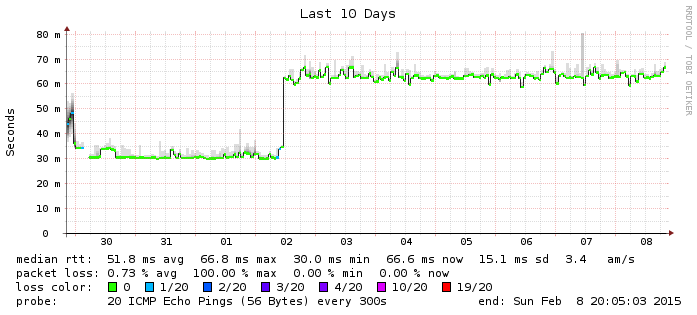 Last 10 Days
RRDTOOL / TOBI OETIKER
Seconds
80 m
70 m
60 m
50 m
40 m
30 m
20 m
10 m
0
30 31 01 02 03 04 05 06 07 08
median rtt: 51.8 ms avg 66.8 ms max 30.0 ms min 66.6 ms now 15.1 ms sd 3.4 am/s
packet loss: 0.73 % avg 100.00 % max 0.00 % min 0.00 % now
loss color: 0 1/20 2/20 3/20 4/20 10/20 19/20
probe: 20 ICMP Echo Pings (56 Bytes) every 300s end: Sun Feb 8 20:05:03 2015